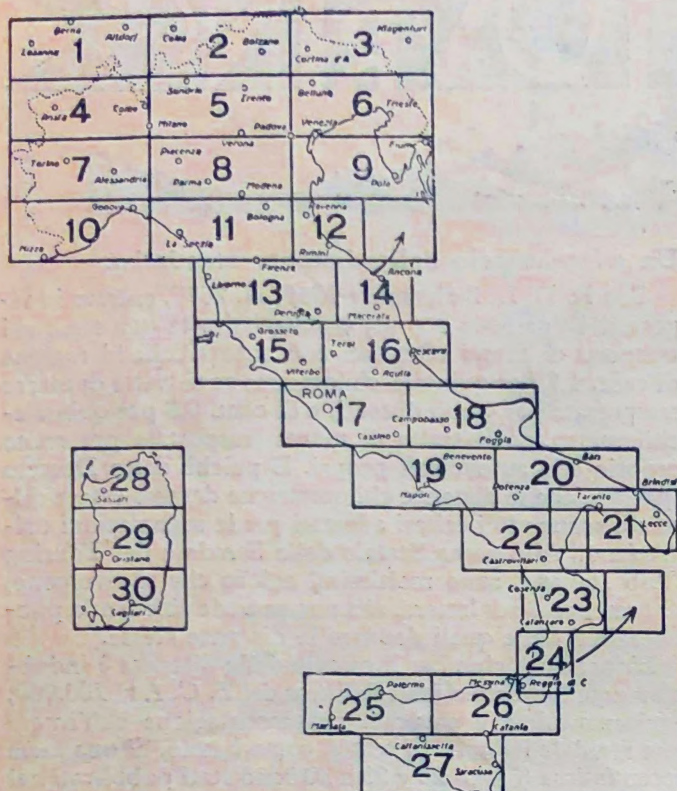 Berna
Altdorf
Coira
Klagenfurt
Losanna
1
2
Bolzano
3
Cortina d'A
Sondrio
Belluno
Aosta
4
Como
5
Trento
6
Trieste
Milano
Verona
Padova
Venezia
Fiume
Torino
7
Piacenza
8
9
Alessandria
Parma
Modena
Pola
Genova
Bologna
Ravenna
10
11
12
Nizza
La Spezia
Rimini
Firenze
Livorno
13
14
Ancona
Perugia
Macerata
Grosseto
15
Terni
16
Pescara
Viterbo
Aquila
ROMA
17
Campobasso
18
Cassino
Foggia
28
Sassari
19
Benevento
20
Bari
Napoli
Potenza
Taranto
Brindisi
29
Oristano
22
21
Lecce
Castrovillari
30
Cagliari
Cosenza
23
Catanzaro
24
Palermo
Messina
Reggio d. C
25
26
Marsala
Caltanissetta
Catania
27
Siracusa